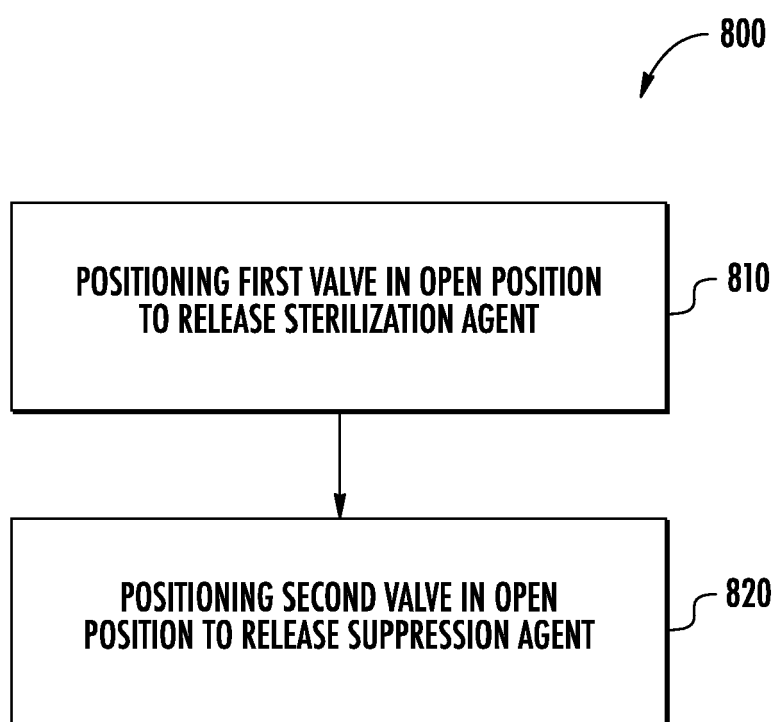 800
POSITIONING FIRST VALVE IN OPEN POSITION
TO RELEASE STERILIZATION AGENT
810
POSITIONING SECOND VALVE IN OPEN
POSITION TO RELEASE SUPPRESSION AGENT
820